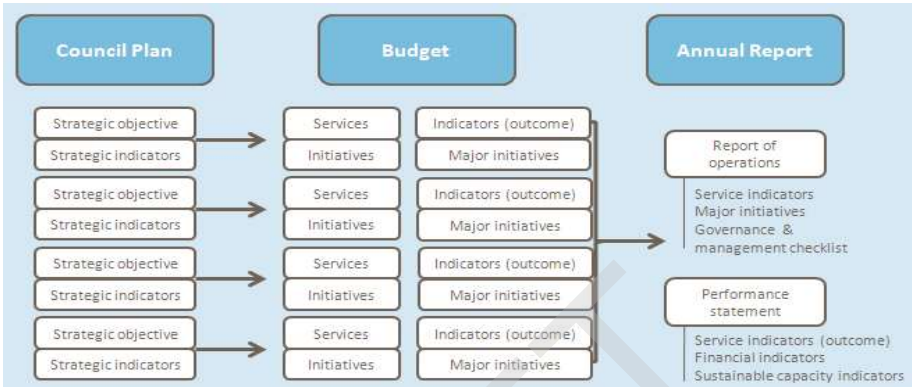 Council Plan
Budget
Annual Report
Strategic objective
Strategic indicators
Services
Initiatives
Indicators (outcome)
Major initiatives
Strategic objective
Strategic indicators
Services
Initiatives
Indicators (outcome)
Major initiatives
Strategic objective
Strategic indicators
Services
Initiatives
Indicators (outcome)
Major initiatives
Strategic objective
Strategic indicators
Services
Initiatives
Indicators (outcome)
Major initiatives
Report of
operations
Service indicators
Major initiatives
Governance &
management checklist
Performance
statement
Service indicators (outcome)
Financial indicators
Sustainable capacity indicators